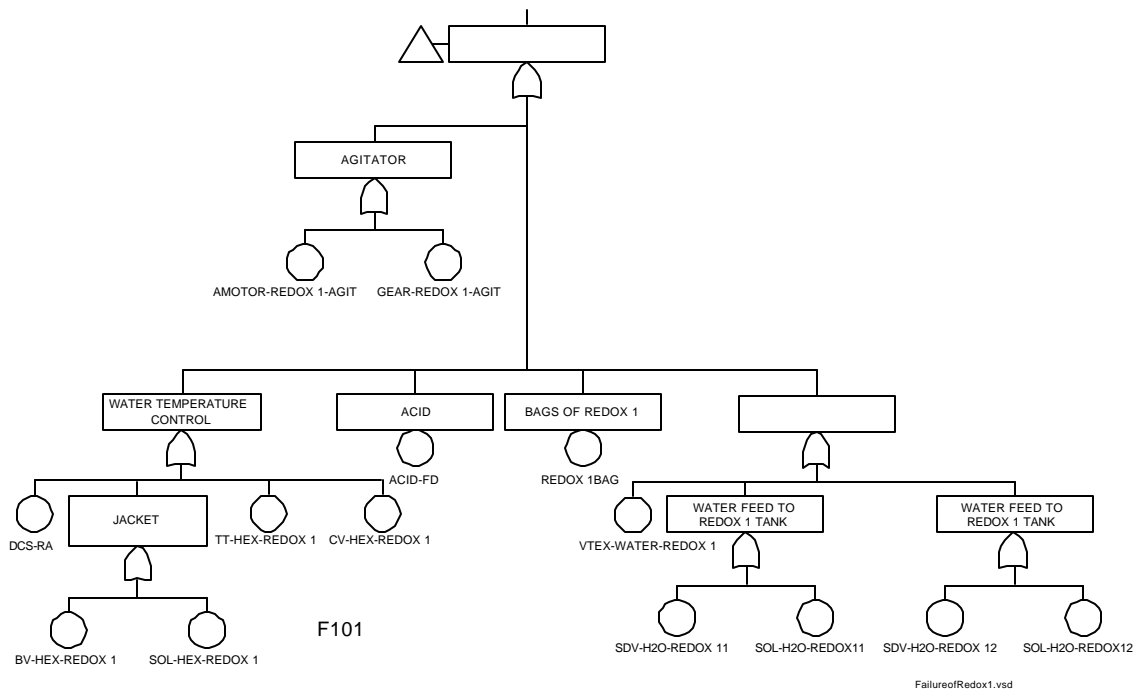 AGITATOR
AMOTOR-REDOX 1-AGIT
GEAR-REDOX 1-AGIT
WATER TEMPERATURE
CONTROL
ACID
BAGS OF REDOX 1
ACID-FD
REDOX 1BAG
DCS-RA
JACKET
TT-HEX-REDOX 1
CV-HEX-REDOX 1
VTEX-WATER-REDOX 1
WATER FEED TO
REDOX 1 TANK
WATER FEED TO
REDOX 1 TANK
BV-HEX-REDOX 1
SOL-HEX-REDOX 1
F101
SDV-H2O-REDOX 11
SOL-H2O-REDOX11
SDV-H2O-REDOX 12
SOL-H2O-REDOX12
FailureofRedox1.vsd